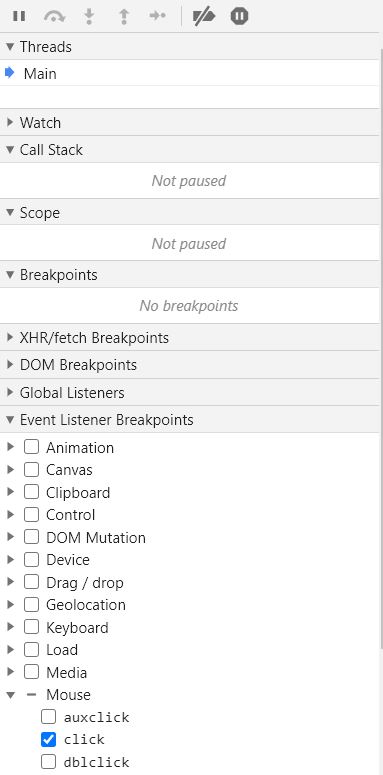 Threads
Main
Watch
Call Stack
Not paused
Scope
Not paused
Breakpoints
No breakpoints
XHR/fetch Breakpoints
DOM Breakpoints
Global Listeners
Event Listener Breakpoints
Animation
Canvas
Clipboard
Control
DOM Mutation
Device
Drag / drop
Geolocation
Keyboard
Load
Media
Mouse
auxclick
click
dblclick